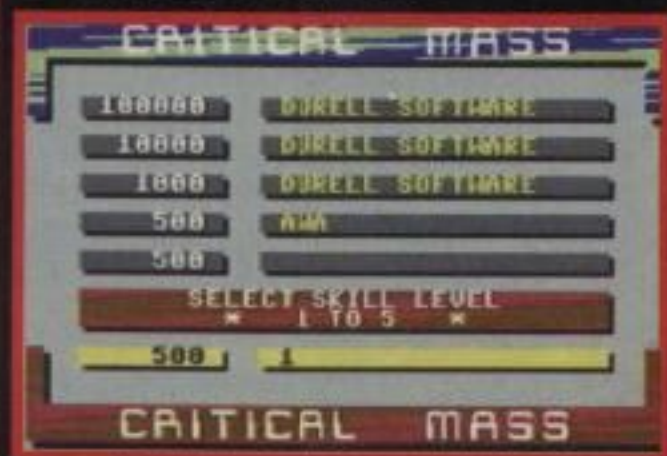 CRITICAL MASS
100000 DURELL SOFTWARE
10000 DURELL SOFTWARE
1000 DURELL SOFTWARE
500 AWA
500
SELECT SKILL LEVEL
* 1 TO 5 *
500 1
CRITICAL MASS